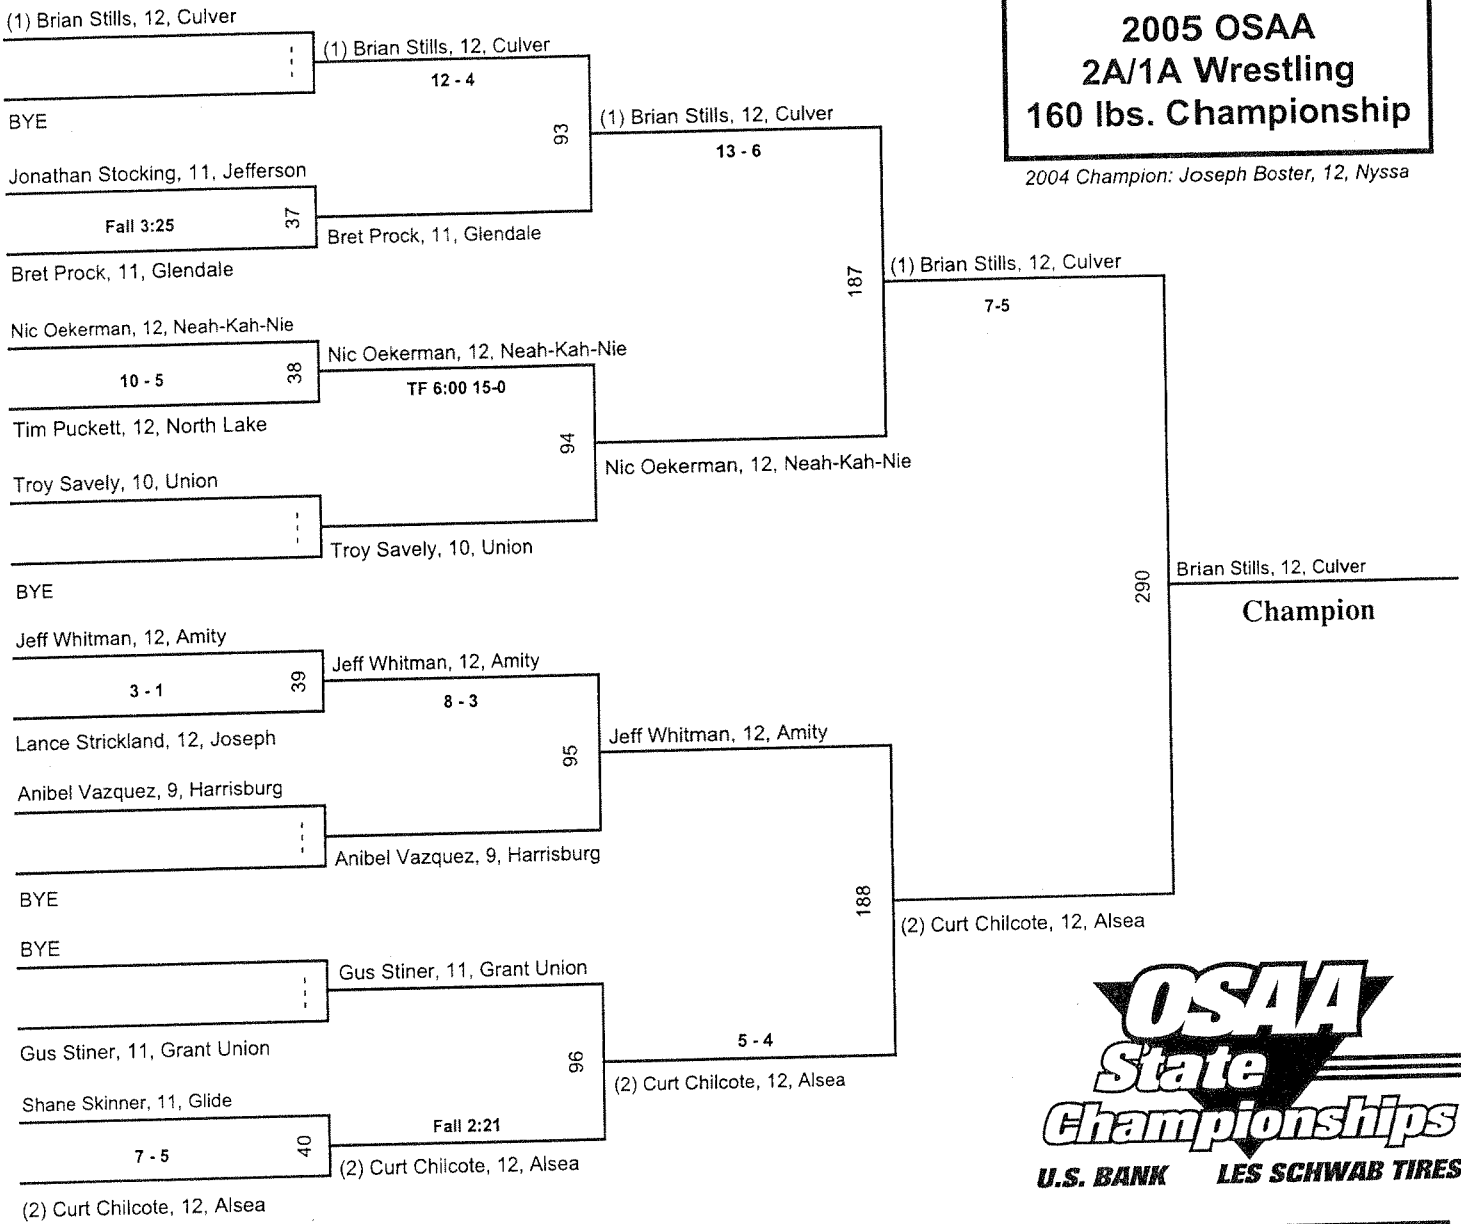 2005 OSAA
2A/1A Wrestling
160 lbs. Championship
2004 Champion: Joseph Boster, 12, Nyssa
(1) Brian Stills, 12, Culver
BYE
Jonathan Stocking, 11, Jefferson
Fall 3:25
37
Bret Prock, 11, Glendale
Nic Oekerman, 12, Neah-Kah-Nie
10 - 5
38
Tim Puckett, 12, North Lake
Troy Savely, 10, Union
BYE
Jeff Whitman, 12, Amity
3 - 1
39
Lance Strickland, 12, Joseph
Anibel Vazquez, 9, Harrisburg
BYE
BYE
Gus Stiner, 11, Grant Union
Shane Skinner, 11, Glide
7 - 5
40
(2) Curt Chilcote, 12, Alsea
(1) Brian Stills, 12, Culver
12 - 4
93
Bret Prock, 11, Glendale
Nic Oekerman, 12, Neah-Kah-Nie
TF 6:00 15-0
94
Troy Savely, 10, Union
Jeff Whitman, 12, Amity
8 - 3
95
Anibel Vazquez, 9, Harrisburg
Gus Stiner, 11, Grant Union
96
Fall 2:21
(2) Curt Chilcote, 12, Alsea
(1) Brian Stills, 12, Culver
13 - 6
187
Nic Oekerman, 12, Neah-Kah-Nie
Jeff Whitman, 12, Amity
188
5 - 4
(2) Curt Chilcote, 12, Alsea
(1) Brian Stills, 12, Culver
7-5
290
(2) Curt Chilcote, 12, Alsea
Brian Stills, 12, Culver
Champion
OSAA
State
Championships
U.S. BANK LES SCHWAB TIRES